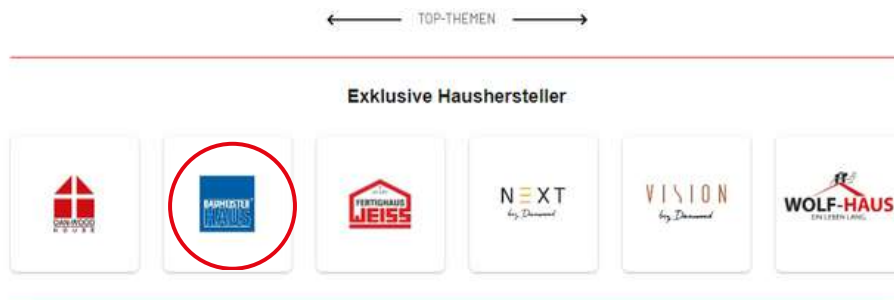 TOP-THEMEN
Exklusive Haushersteller
DAN-WOOD
HOUSE
BAUMEISTER
HAUS
FERTIGHAUS
WEISS
NEXT
by Danwood
VISION
by Danwood
WOLF-HAUS
EIN LEBEN LANG.